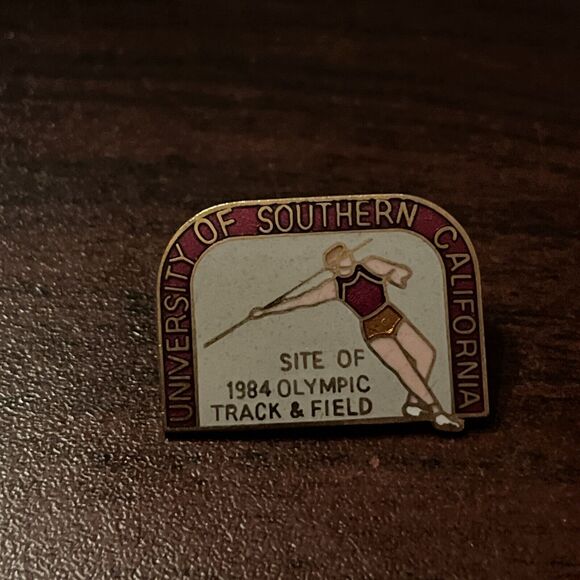 UNIVERSITY OF SOUTHERN CALIFORNIA
SITE OF
1984 OLYMPIC
TRACK & FIELD